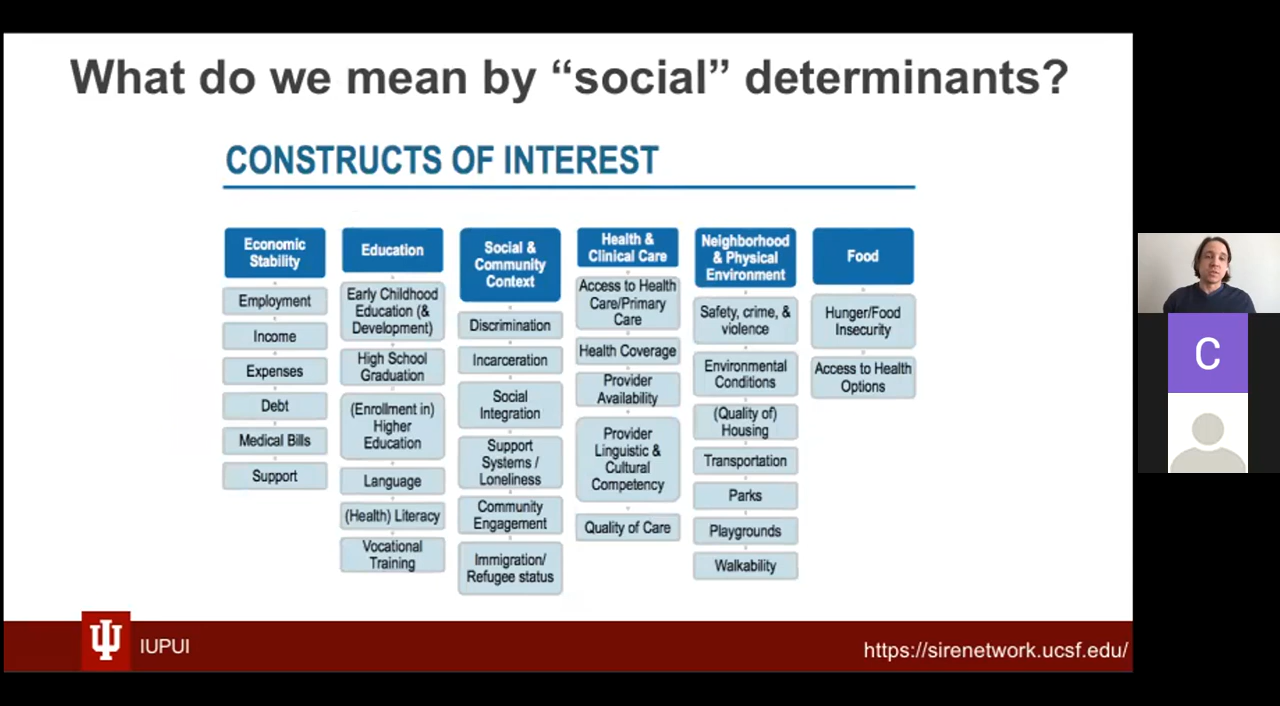 What do we mean by “social” determinants?
CONSTRUCTS OF INTEREST
Economic
Stability
Employment
Income
Expenses
Debt
Medical Bills
Support
Education
Early Childhood
Education (&
Development)
High School
Graduation
(Enrollment in)
Higher
Education
Language
(Health) Literacy
Vocational
Training
Social &
Community
Context
Discrimination
Incarceration
Social
Integration
Support
Systems /
Loneliness
Community
Engagement
Immigration/
Refugee status
Health &
Clinical Care
Access to Health
Care/Primary
Care
Health Coverage
Provider
Availability
Provider
Linguistic &
Cultural
Competency
Quality of Care
Neighborhood
& Physical
Environment
Safety, crime, &
violence
Environmental
Conditions
(Quality of)
Housing
Transportation
Parks
Playgrounds
Walkability
Food
Hunger/Food
Insecurity
Access to Health
Options
IUPUI
https://sirenetwork.ucsf.edu/
C